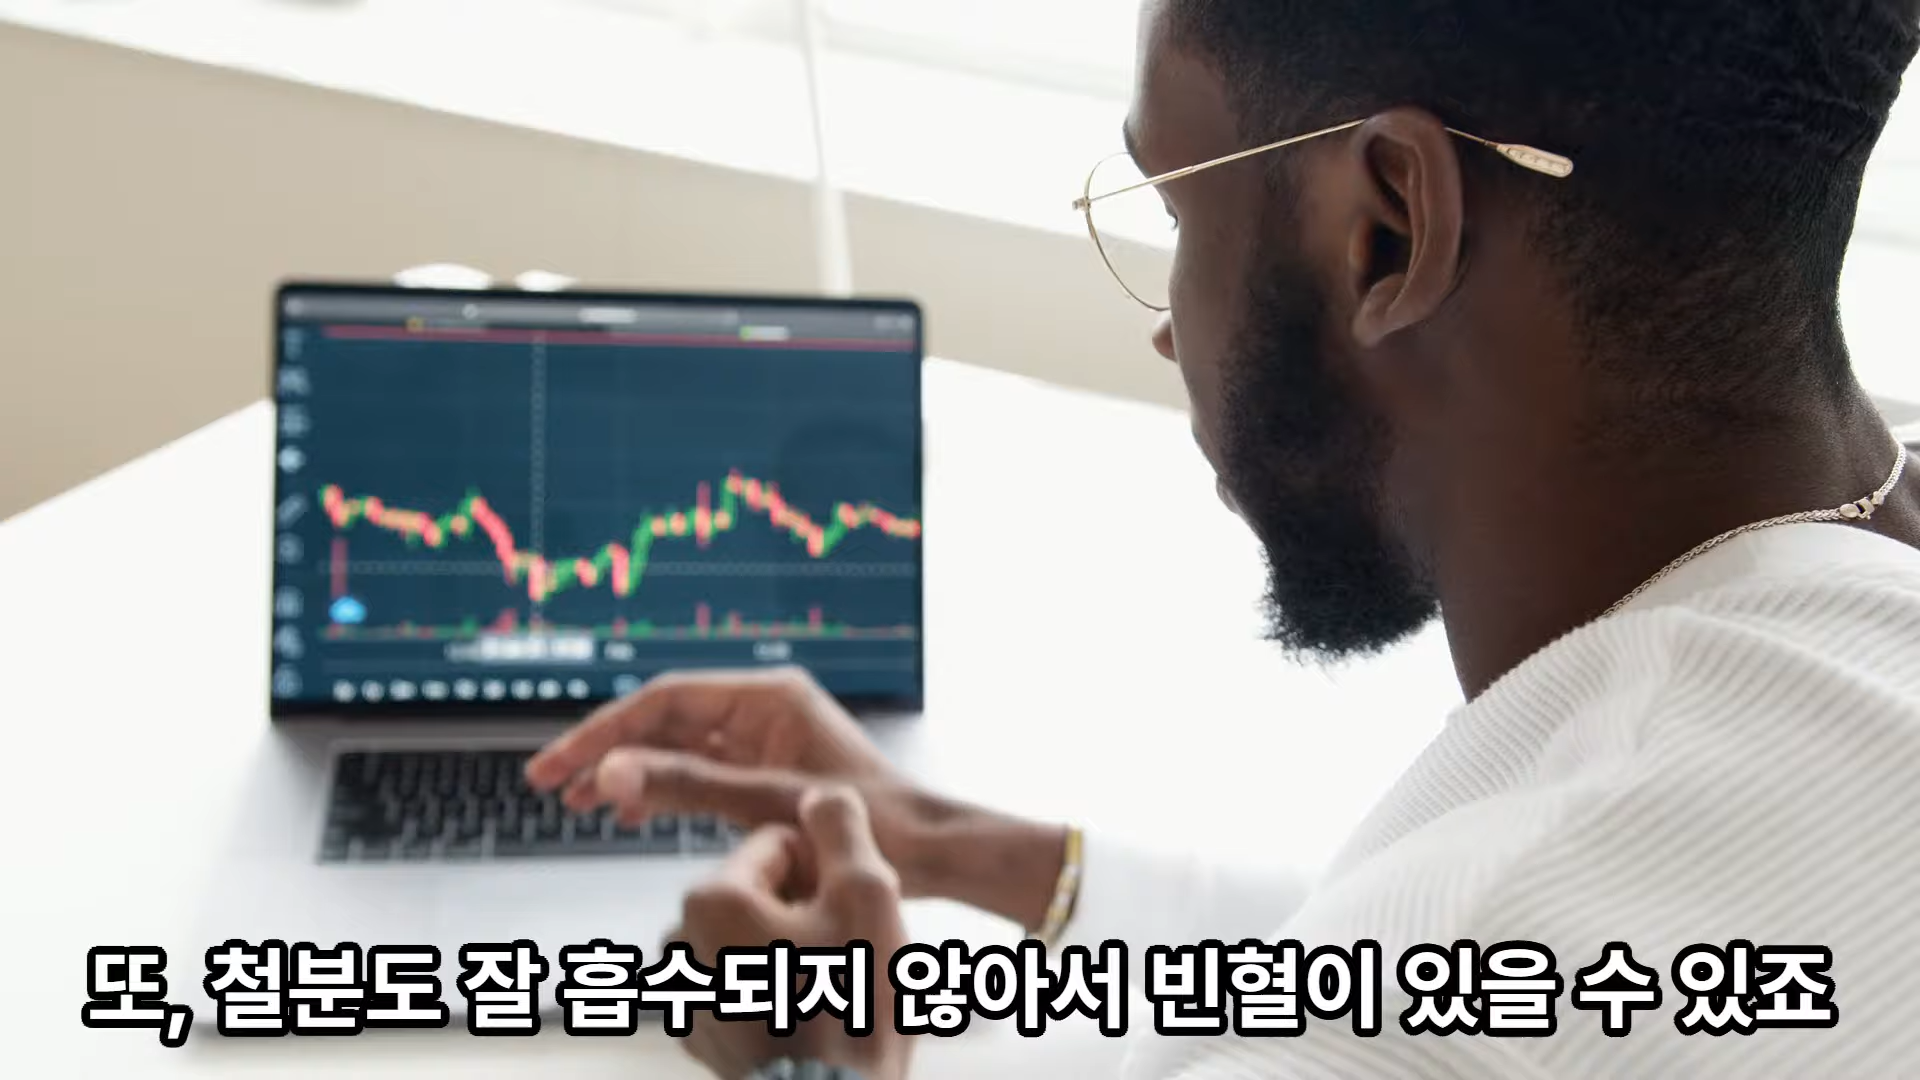 또, 철분도 잘 흡수되지 않아서 빈혈이 있을 수 있죠